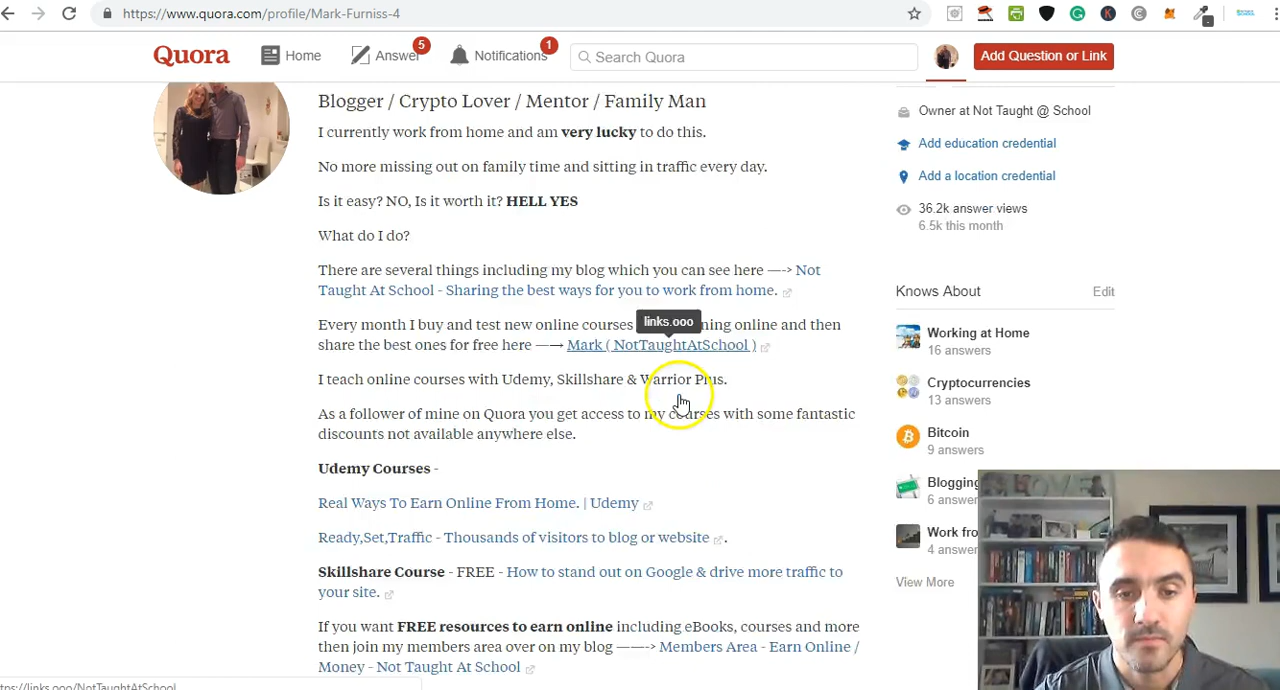 https://www.quora.com/profile/Mark-Furniss-4
Quora
Home
Answer
5
Notifications
1
Search Quora
Add Question or Link
Blogger / Crypto Lover / Mentor / Family Man
I currently work from home and am very lucky to do this.
No more missing out on family time and sitting in traffic every day.
Is it easy? NO, Is it worth it? HELL YES
What do I do?
There are several things including my blog which you can see here —-> Not
Taught At School - Sharing the best ways for you to work from home.
links.ooo
Every month I buy and test new online courses ning online and then
share the best ones for free here —→ Mark ( NotTaughtAtSchool )
I teach online courses with Udemy, Skillshare & Warrior Plus.
As a follower of mine on Quora you get access to my courses with some fantastic
discounts not available anywhere else.
Udemy Courses -
Real Ways To Earn Online From Home. | Udemy
Ready,Set,Traffic - Thousands of visitors to blog or website .
Skillshare Course - FREE - How to stand out on Google & drive more traffic to
your site.
If you want FREE resources to earn online including eBooks, courses and more
then join my members area over on my blog ——-> Members Area - Earn Online /
Money - Not Taught At School
Owner at Not Taught @ School
Add education credential
Add a location credential
36.2k answer views
6.5k this month
Knows About
Edit
Working at Home
16 answers
Cryptocurrencies
13 answers
Bitcoin
9 answers
Blogging
6 answer
Work fro
4 answe
View More